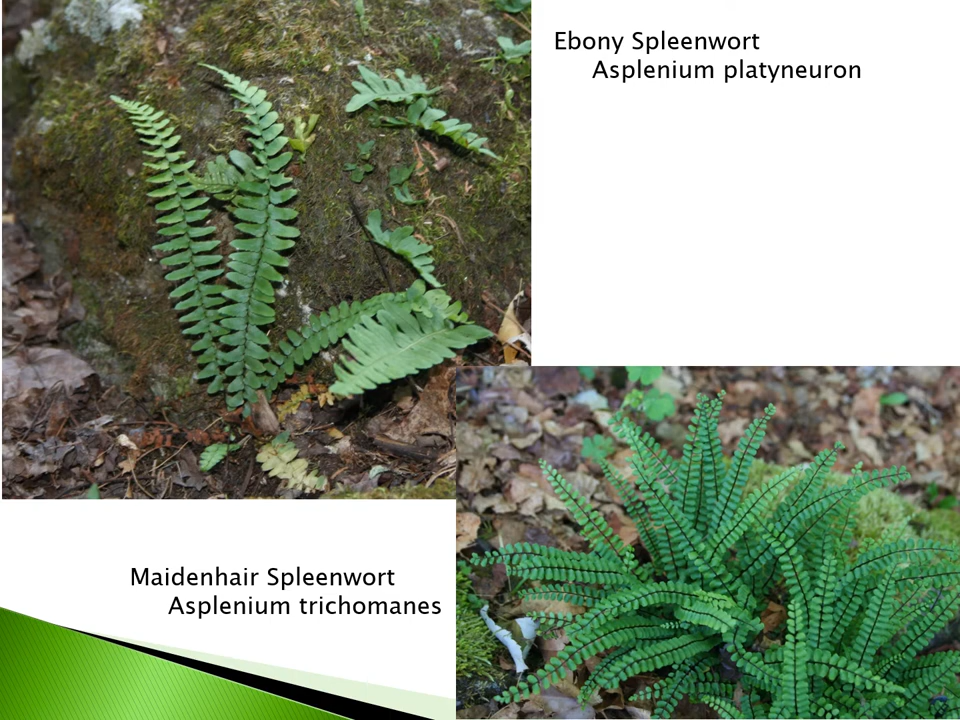 Ebony Spleenwort
Asplenium platyneuron
Maidenhair Spleenwort
Asplenium trichomanes